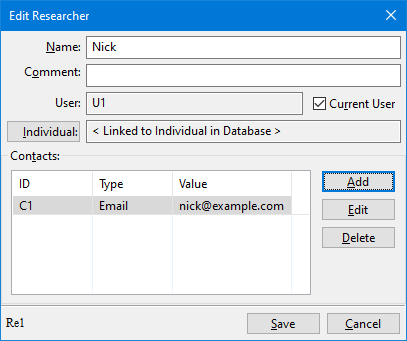 Edit Researcher
Name: Nick
Comment:
User: U1 Current User
Individual: < Linked to Individual in Database >
Contacts:
ID Type Value
C1 Email nick@example.com
Add
Edit
Delete
Re1 Save Cancel